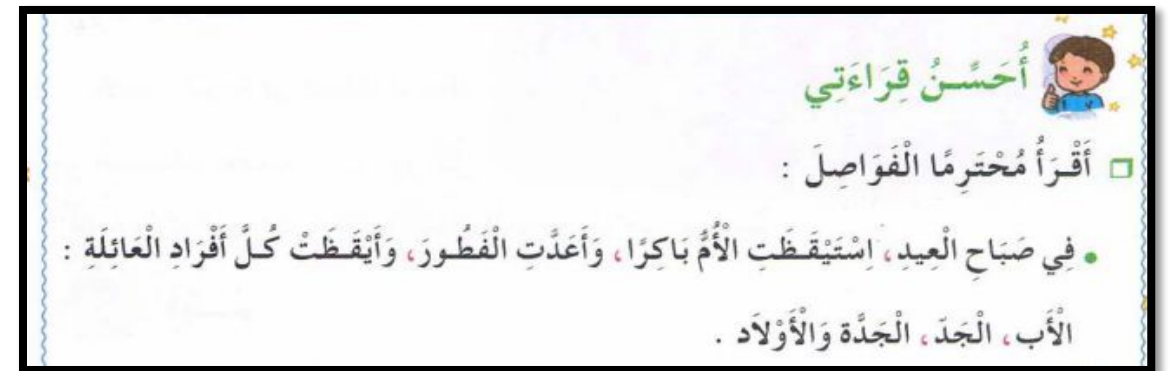 أُحَسِّنُ قِرَاءَتِي
أَقْرَأُ مُحْتَرِمًا الْفَوَاصِلَ :
• فِي صَبَاحِ الْعِيدِ، اِسْتَيْقَظَتِ الْأُمُّ بَاكِرًا، وَأَعَدَّتِ الْفَطُورَ، وَأَيْقَظَتْ كُلَّ أَفْرَادِ الْعَائِلَةِ :
الْأَب، الْجَدّ، الْجَدَّة وَالْأَوْلَاد .